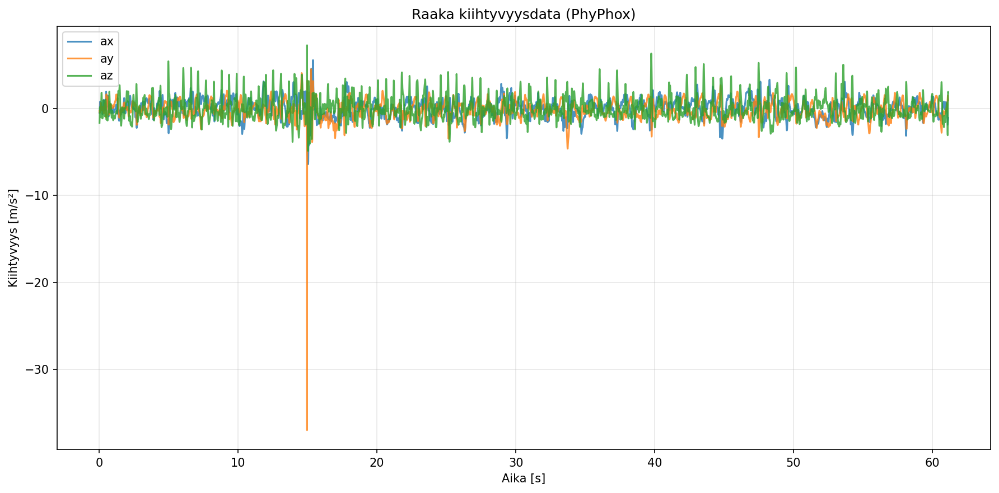 Raaka kiihtyvyysdata (PhyPhox)
ax
ay
az
0
−10
−20
−30
Kiihtyvyys [m/s²]
0 10 20 30 40 50 60
Aika [s]